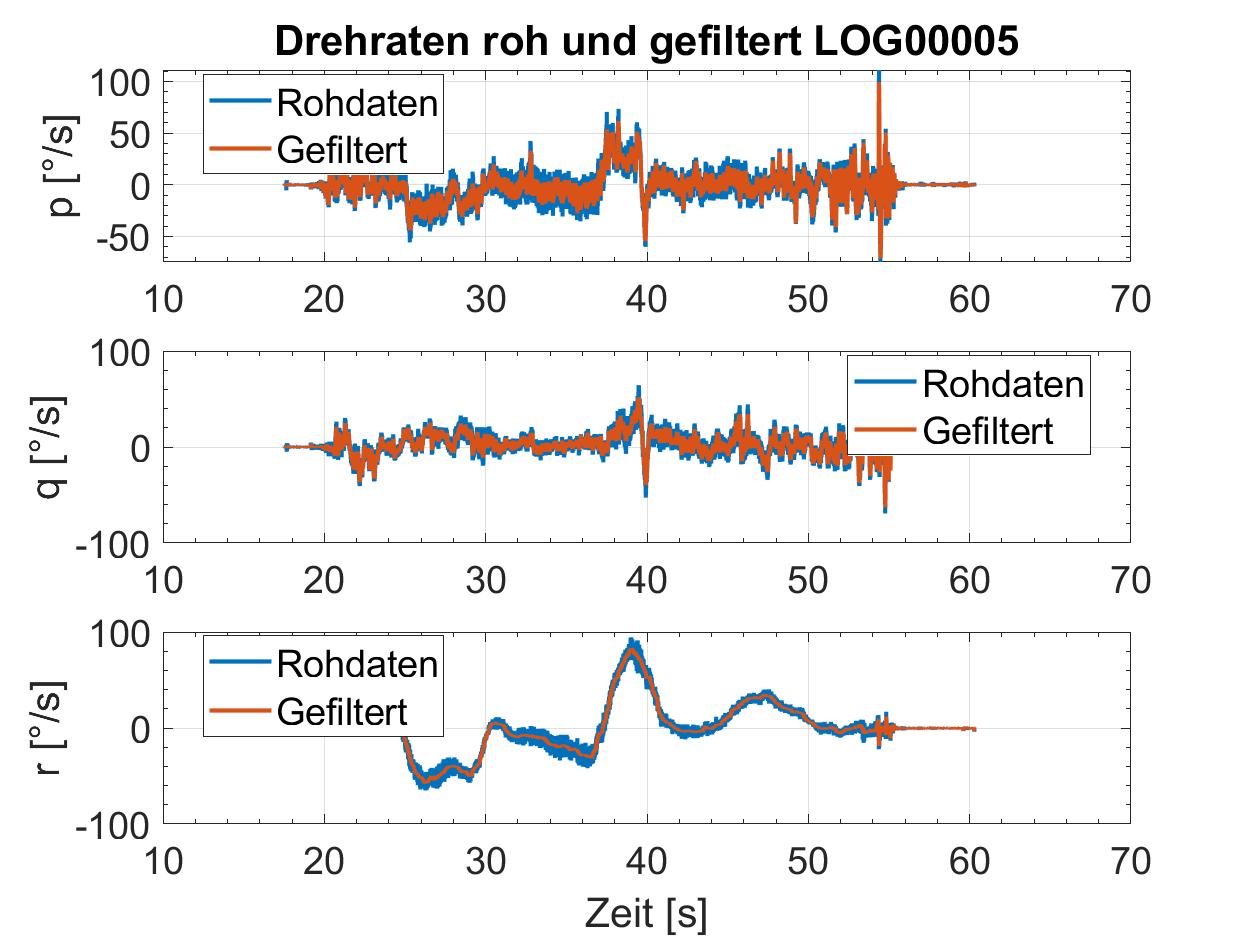 Drehraten roh und gefiltert LOG00005
100
50
0
-50
p [°/s]
Rohdaten
Gefiltert
10 20 30 40 50 60 70
100
0
-100
q [°/s]
Rohdaten
Gefiltert
10 20 30 40 50 60 70
100
0
-100
r [°/s]
Rohdaten
Gefiltert
10 20 30 40 50 60 70
Zeit [s]